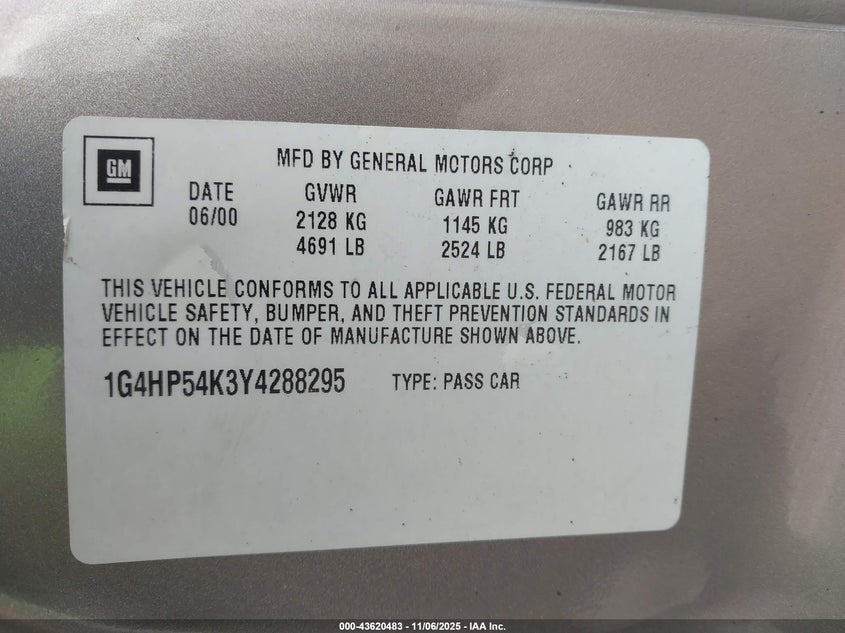 GM
MFD BY GENERAL MOTORS CORP
DATE GVWR GAWR FRT GAWR RR
06/00 2128 KG 1145 KG 983 KG
4691 LB 2524 LB 2167 LB
THIS VEHICLE CONFORMS TO ALL APPLICABLE U.S. FEDERAL MOTOR
VEHICLE SAFETY, BUMPER, AND THEFT PREVENTION STANDARDS IN
EFFECT ON THE DATE OF MANUFACTURE SHOWN ABOVE.
1G4HP54K3Y4288295 TYPE: PASS CAR
000-43620483 - 11/06/2025 - IAA Inc.